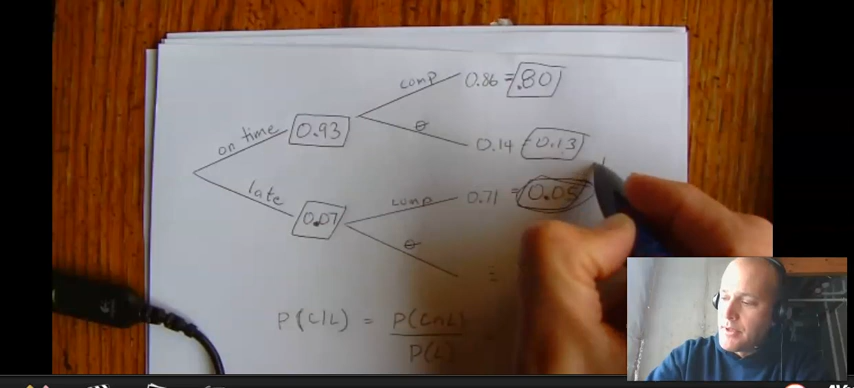 comp 0.86 = .80
on time 0.93
θ 0.14 = 0.13
late 0.07
comp 0.71 = 0.05
θ =
P(C|L) = P(C∩L)
P(L)